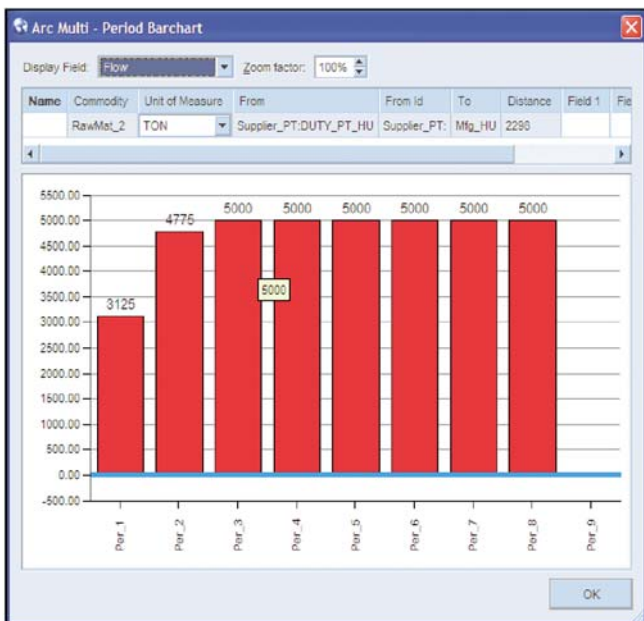 Arc Multi - Period Barchart
Display Field: Flow Zoom factor: 100%
Name Commodity Unit of Measure From From Id To Distance Field 1 Fie
RawMat_2 TON Supplier_PT:DUTY_PT_HU Supplier_PT: Mfg_HU 2296
5500.00
5000.00
4500.00
4000.00
3500.00
3000.00
2500.00
2000.00
1500.00
1000.00
500.00
0.00
-500.00
3125
4775
5000
5000
5000
5000
5000
5000
5000
Per_1
Per_2
Per_3
Per_4
Per_5
Per_6
Per_7
Per_8
Per_9
OK